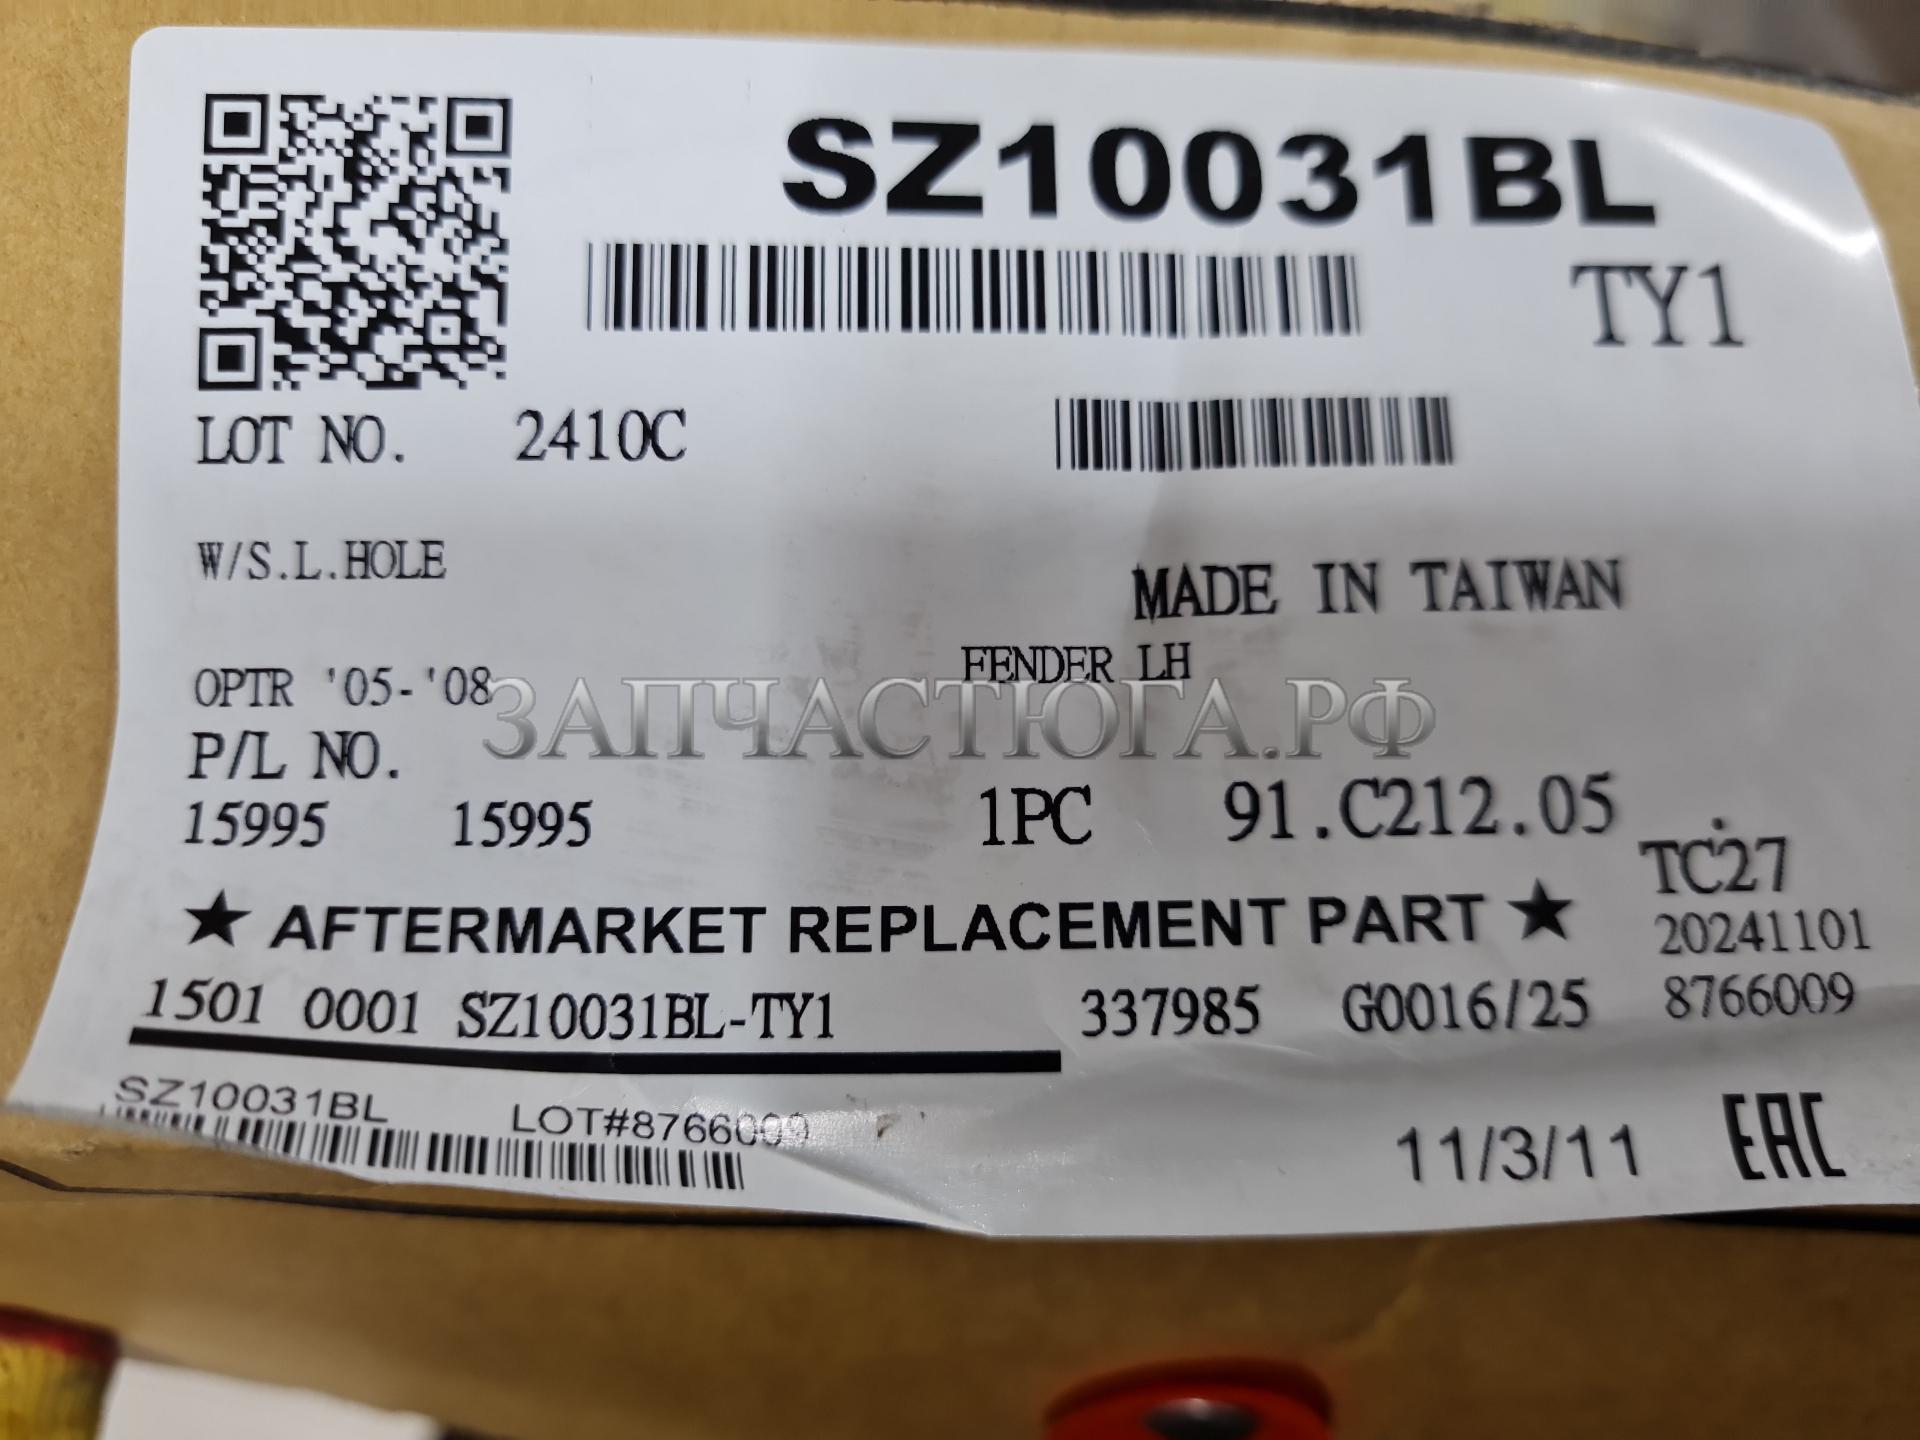 SZ10031BL
TY1
LOT NO. 2410C
W/S.L.HOLE
MADE IN TAIWAN
FENDER LH
OPTR '05-'08
ЗАПЧАСТЮГА.РФ
P/L NO.
15995 15995 1PC 91.C212.05
TC27
★ AFTERMARKET REPLACEMENT PART ★
20241101
1501 0001 SZ10031BL-TY1 337985 G0016/25 8766009
SZ10031BL LOT#8766009
11/3/11 EAC